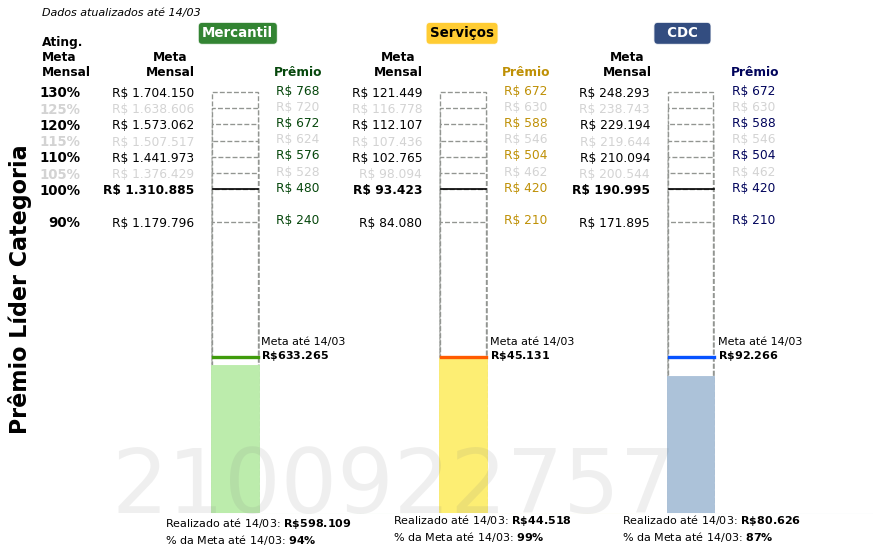 Dados atualizados até 14/03
Mercantil Serviços CDC
Ating.
Meta Meta Meta Meta
Mensal Mensal Prêmio Mensal Prêmio Mensal Prêmio
130% R$ 1.704.150 R$ 768 R$ 121.449 R$ 672 R$ 248.293 R$ 672
125% R$ 1.638.606 R$ 720 R$ 116.778 R$ 630 R$ 238.743 R$ 630
120% R$ 1.573.062 R$ 672 R$ 112.107 R$ 588 R$ 229.194 R$ 588
115% R$ 1.507.517 R$ 624 R$ 107.436 R$ 546 R$ 219.644 R$ 546
110% R$ 1.441.973 R$ 576 R$ 102.765 R$ 504 R$ 210.094 R$ 504
105% R$ 1.376.429 R$ 528 R$ 98.094 R$ 462 R$ 200.544 R$ 462
100% R$ 1.310.885 R$ 480 R$ 93.423 R$ 420 R$ 190.995 R$ 420
90% R$ 1.179.796 R$ 240 R$ 84.080 R$ 210 R$ 171.895 R$ 210
Prêmio Líder Categoria
Meta até 14/03 Meta até 14/03 Meta até 14/03
R$633.265 R$45.131 R$92.266
2100922757
Realizado até 14/03: R$598.109 Realizado até 14/03: R$44.518 Realizado até 14/03: R$80.626
% da Meta até 14/03: 94% % da Meta até 14/03: 99% % da Meta até 14/03: 87%